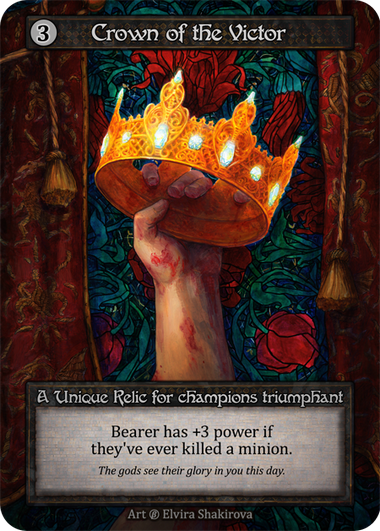 3
Crown of the Victor
A Unique Relic for champions triumphant
Bearer has +3 power if
they've ever killed a minion.
The gods see their glory in you this day.
Art @ Elvira Shakirova